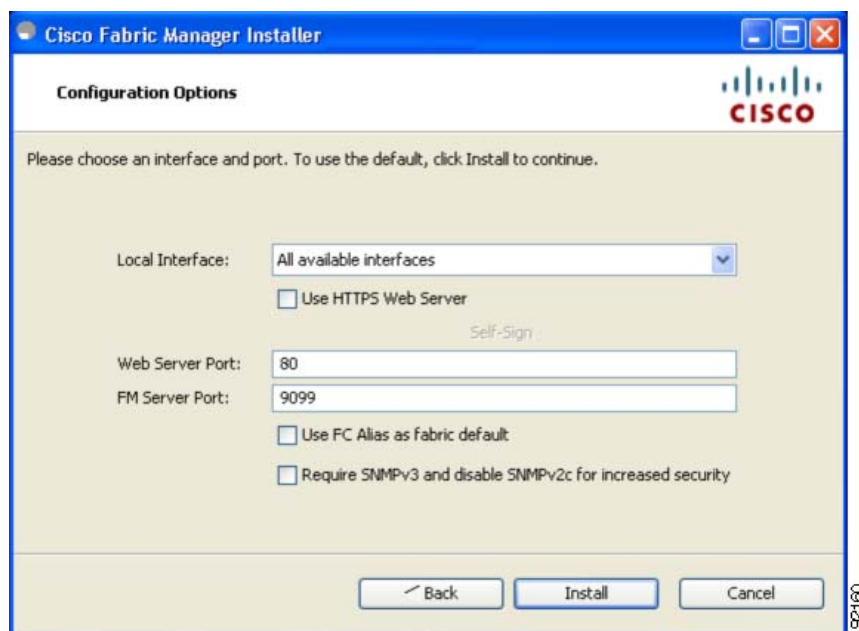 Cisco Fabric Manager Installer
Configuration Options
CISCO
Please choose an interface and port. To use the default, click Install to continue.
Local Interface: All available interfaces
Use HTTPS Web Server
Self-Sign
Web Server Port: 80
FM Server Port: 9099
Use FC Alias as fabric default
Require SNMPv3 and disable SNMPv2c for increased security
Back Install Cancel
92160